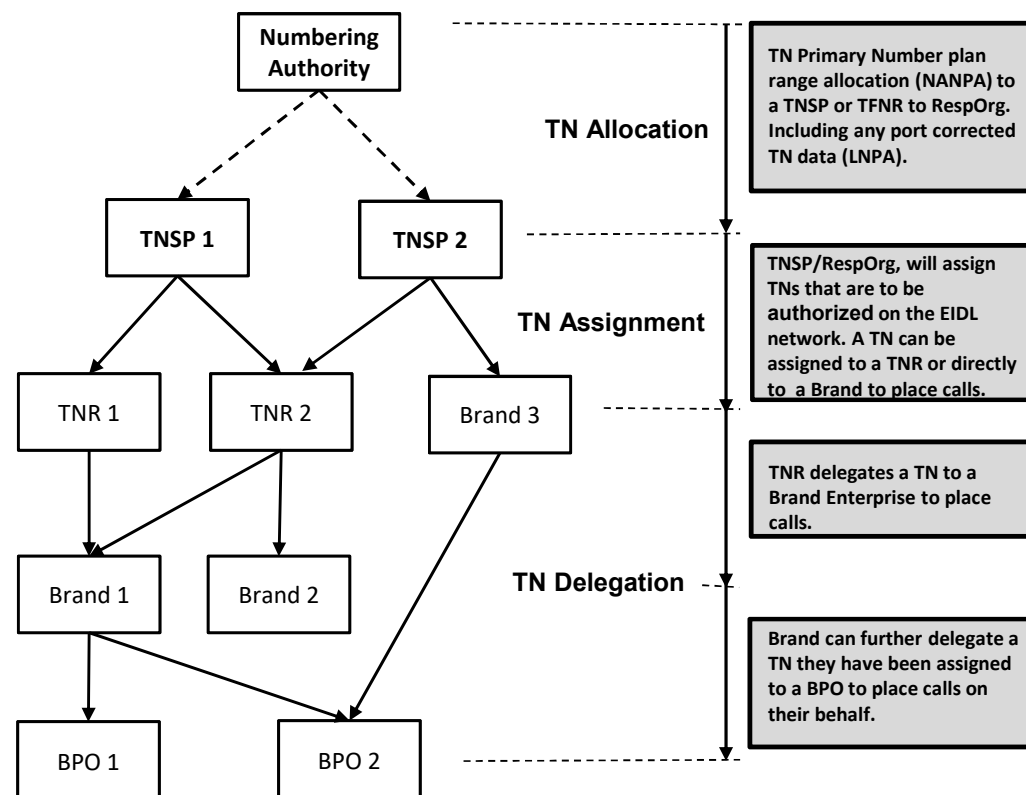 Numbering
Authority
TN Primary Number plan
range allocation (NANPA) to
a TNSP or TFNR to RespOrg.
Including any port corrected
TN data (LNPA).
TN Allocation
TNSP 1
TNSP 2
TNSP/RespOrg, will assign
TNs that are to be
authorized on the EIDL
network. A TN can be
assigned to a TNR or directly
to a Brand to place calls.
TN Assignment
TNR 1
TNR 2
Brand 3
TNR delegates a TN to a
Brand Enterprise to place
calls.
Brand 1
Brand 2
TN Delegation
Brand can further delegate a
TN they have been assigned
to a BPO to place calls on
their behalf.
BPO 1
BPO 2